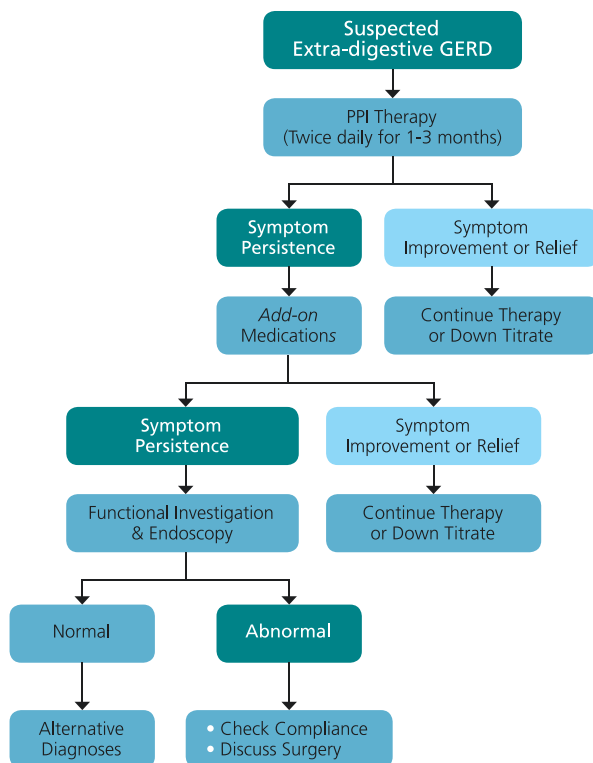 Suspected
Extra-digestive GERD
PPI Therapy
(Twice daily for 1-3 months)
Symptom
Persistence
Symptom
Improvement or Relief
Add-on
Medications
Continue Therapy
or Down Titrate
Symptom
Persistence
Symptom
Improvement or Relief
Functional Investigation
& Endoscopy
Continue Therapy
or Down Titrate
Normal
Abnormal
Alternative
Diagnoses
• Check Compliance
• Discuss Surgery